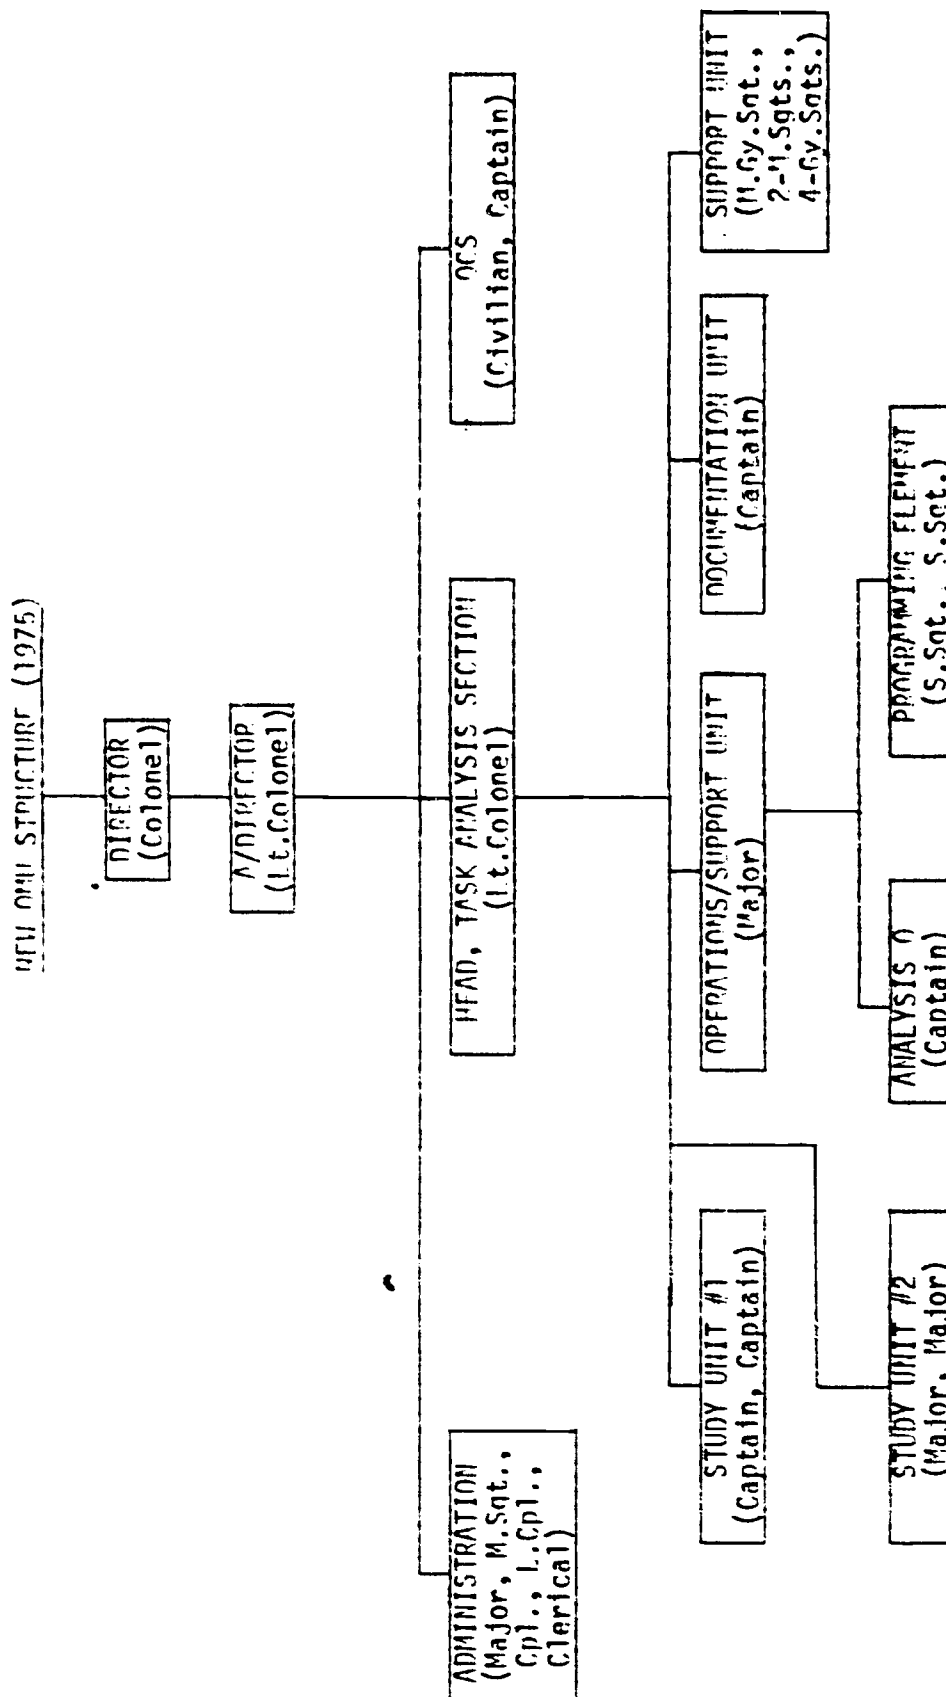 NEW OMU STRUCTURE (1975)
DIRECTOR
(Colonel)
A/DIRECTOR
(Lt.Colonel)
ADMINISTRATION
(Major, M.Sgt.,
Cpl., L.Cpl.,
Clerical)
HEAD, TASK ANALYSIS SECTION
(Lt.Colonel)
QCS
(Civilian, Captain)
STUDY UNIT #1
(Captain, Captain)
OPERATIONS/SUPPORT UNIT
(Major)
DOCUMENTATION UNIT
(Captain)
SUPPORT UNIT
(M.Gy.Sgt.,
2-M.Sgts.,
4-Gy.Sgts.)
STUDY UNIT #2
(Major, Major)
ANALYSIS
(Captain)
PROGRAMMING ELEMENT
(S.Sgt., S.Sgt.)